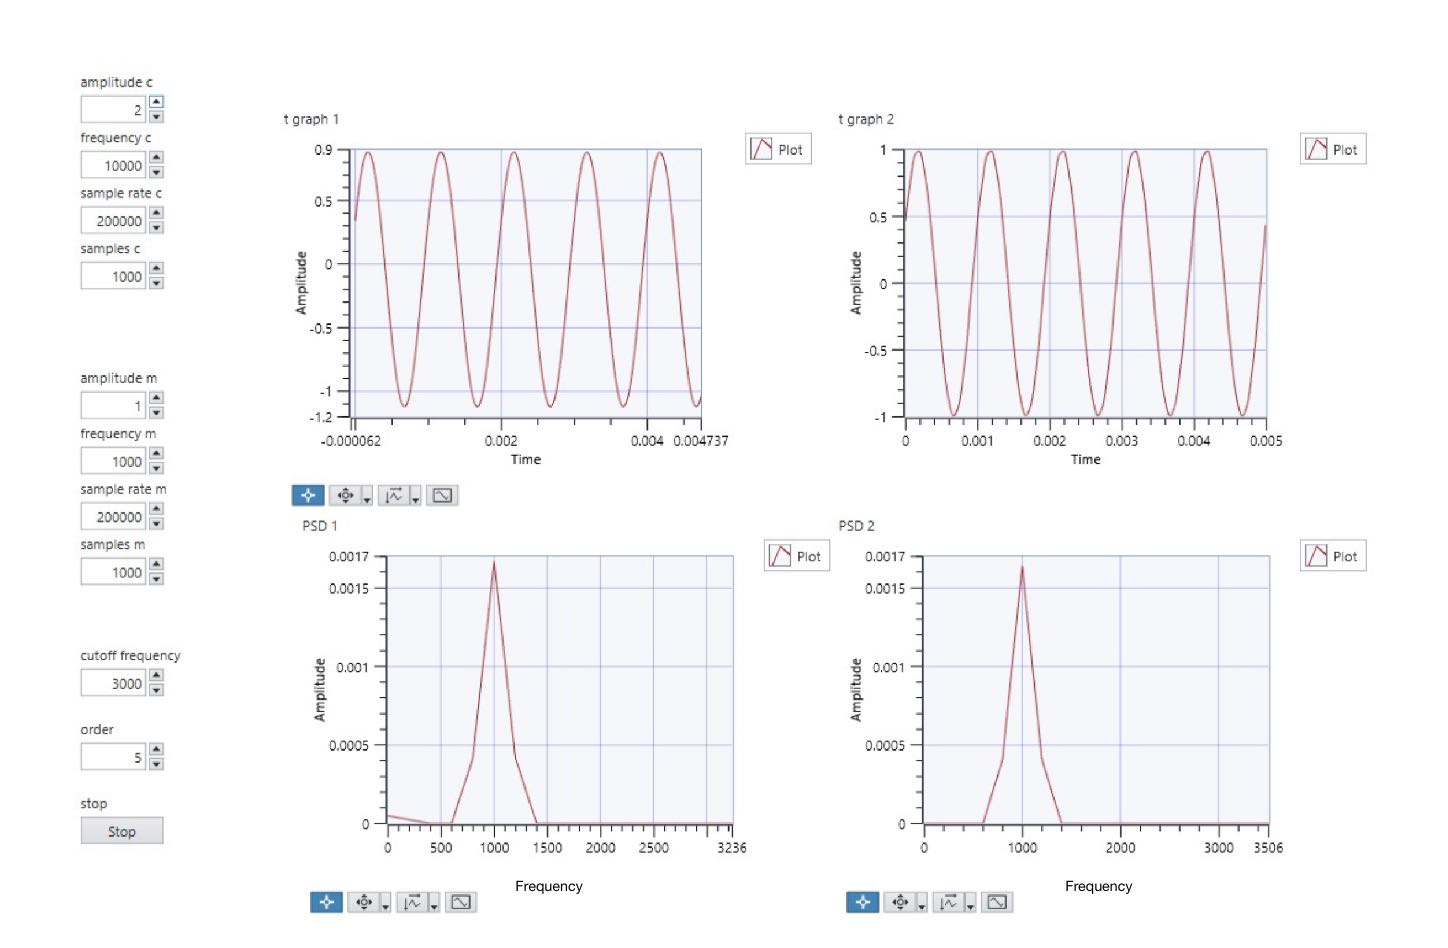 amplitude c
2
frequency c
10000
sample rate c
200000
samples c
1000
amplitude m
1
frequency m
1000
sample rate m
200000
samples m
1000
cutoff frequency
3000
order
5
stop
Stop
t graph 1
Plot
0.9
0.5
0
-0.5
-1
-1.2
Amplitude
-0.000062 0.002 0.004 0.004737
Time
t graph 2
Plot
1
0.5
0
-0.5
-1
Amplitude
0 0.001 0.002 0.003 0.004 0.005
Time
PSD 1
Plot
0.0017
0.0015
0.001
0.0005
0
Amplitude
0 500 1000 1500 2000 2500 3236
Frequency
PSD 2
Plot
0.0017
0.0015
0.001
0.0005
0
Amplitude
0 1000 2000 3000 3506
Frequency